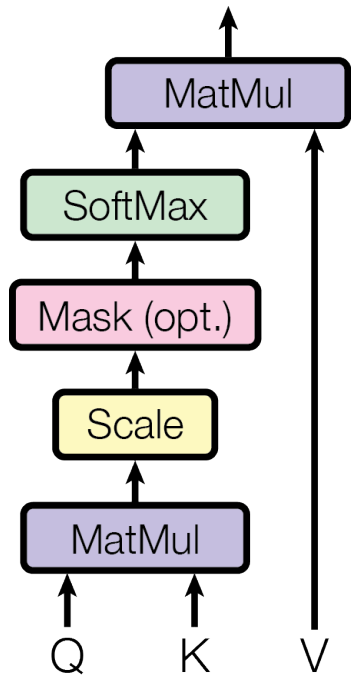 MatMul
SoftMax
Mask (opt.)
Scale
MatMul
Q K V